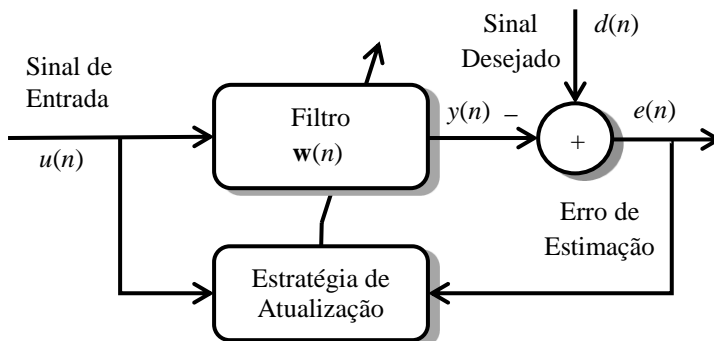 Sinal
Desejado
d(n)
Sinal de
Entrada
u(n)
Filtro
w(n)
y(n) –
+
e(n)
Erro de
Estimação
Estratégia de
Atualização